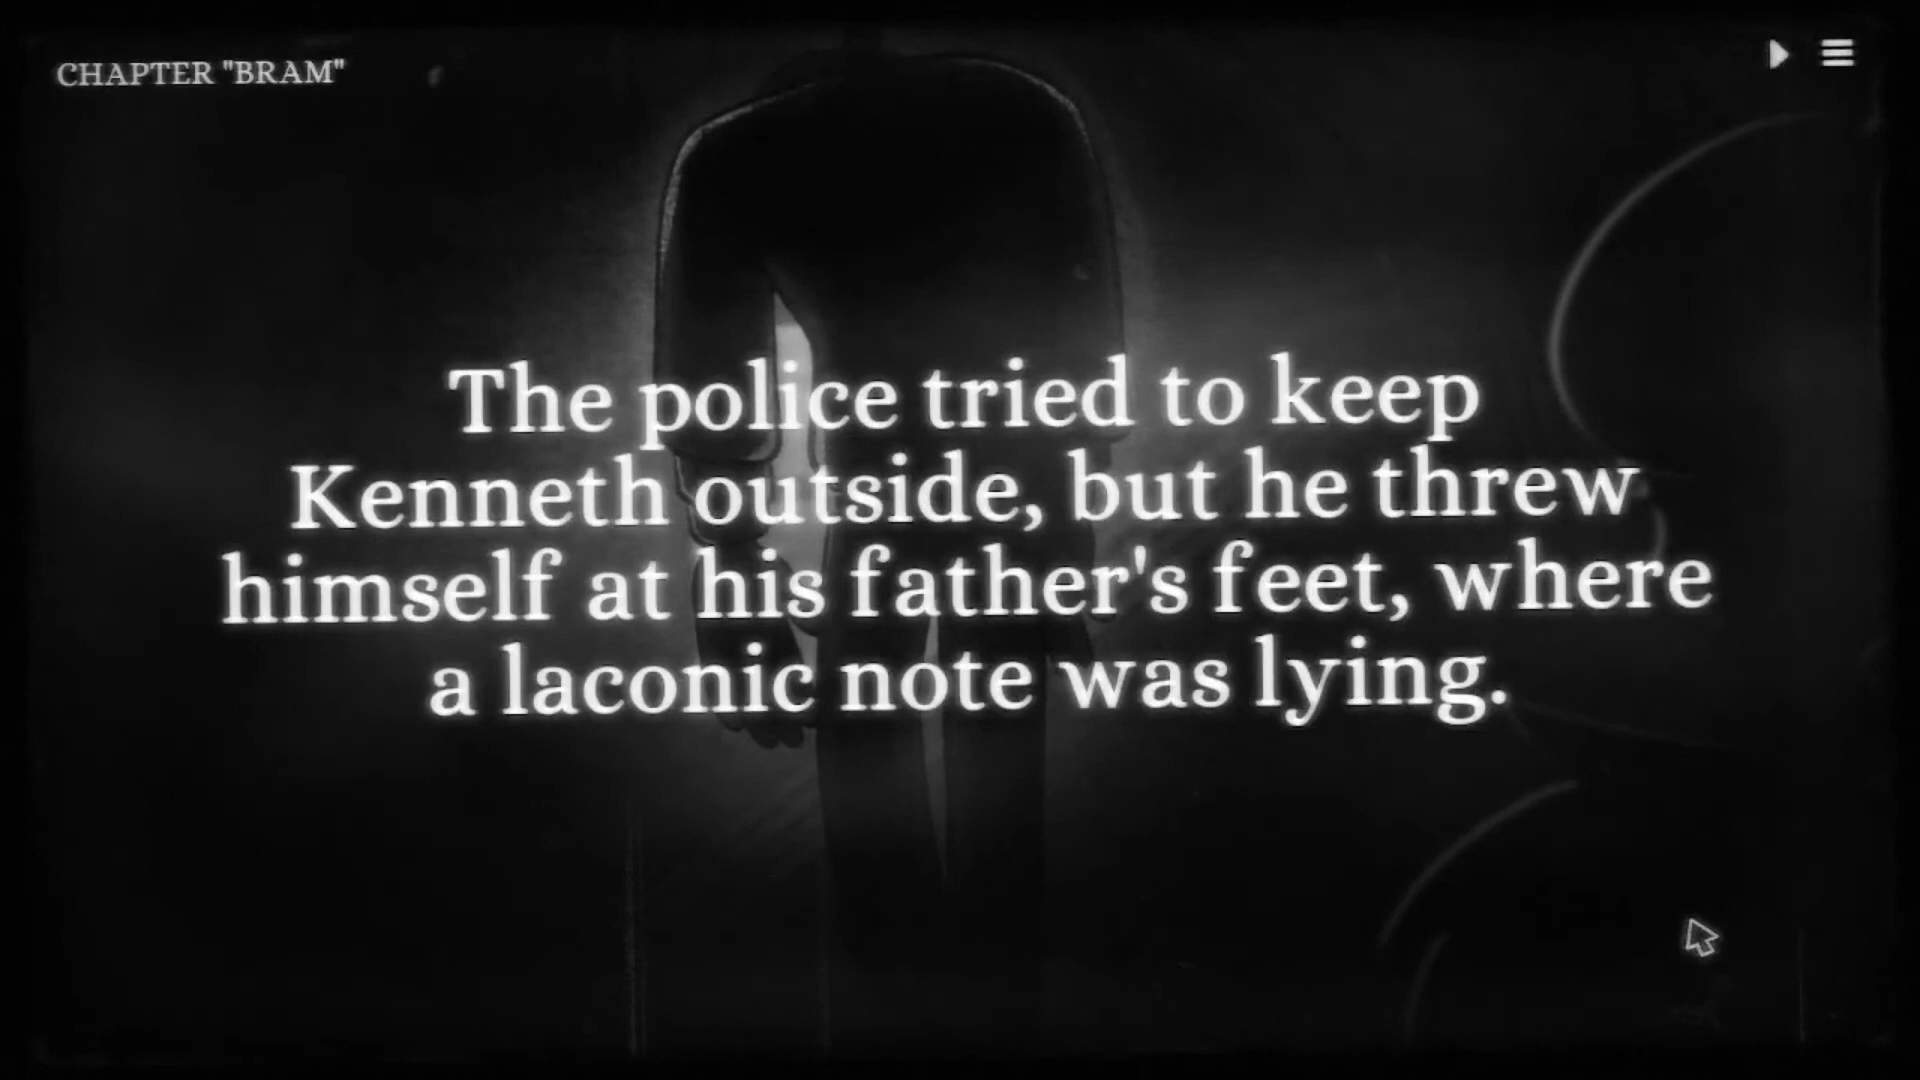 CHAPTER "BRAM"
The police tried to keep
Kenneth outside, but he threw
himself at his father's feet, where
a laconic note was lying.